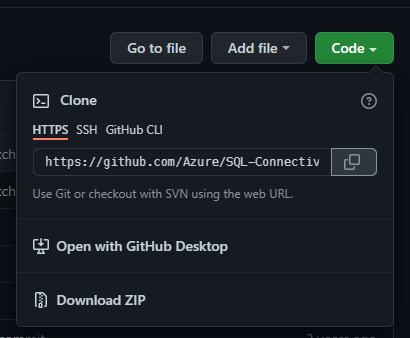 Go to file
Add file
Code
Clone
HTTPS SSH GitHub CLI
https://github.com/Azure/SQL-Connectiv
Use Git or checkout with SVN using the web URL.
Open with GitHub Desktop
Download ZIP